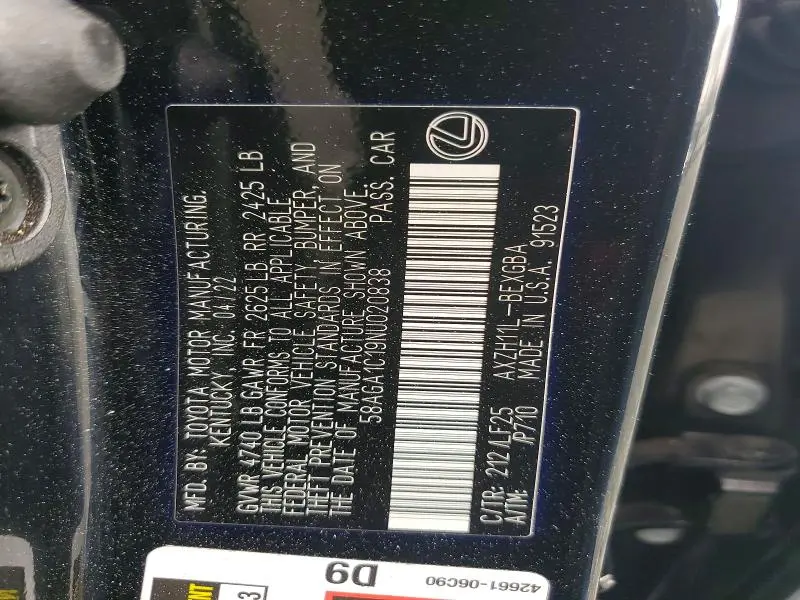 MFD. BY: TOYOTA MOTOR MANUFACTURING.
KENTUCKY, INC. 04/22
GVWR 4740 LB GAWR FR 2625 LB RR 2425 LB
THIS VEHICLE CONFORMS TO ALL APPLICABLE
FEDERAL MOTOR VEHICLE SAFETY, BUMPER, AND
THEFT PREVENTION STANDARDS IN EFFECT ON
THE DATE OF MANUFACTURE SHOWN ABOVE.
58AGA1C19NU020838 PASS. CAR
C/TR: 212 LF25 AXZH11L-BEXGBA
A/TM: /P710 MADE IN U.S.A. 91523
D9
42661-06C90